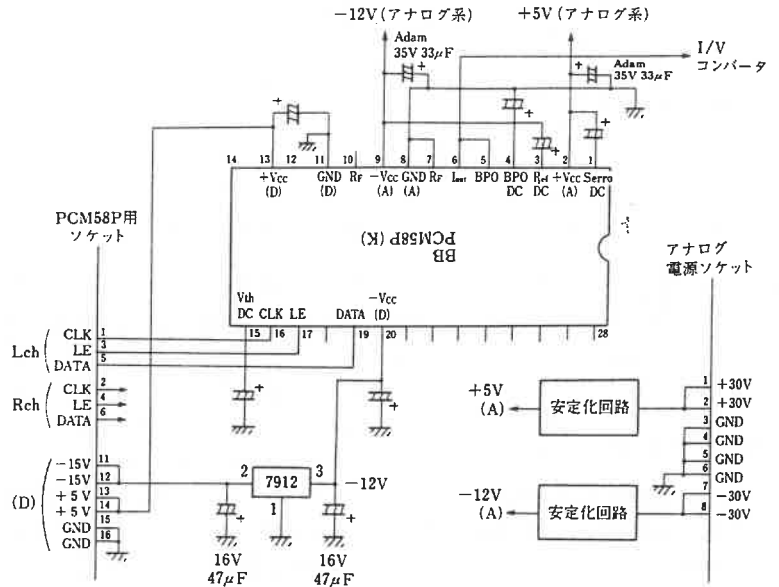 −12V (アナログ系)
+5V (アナログ系)
Adam
35V 33μF
Adam
35V 33μF
I/V
コンバータ
14
13
12
11
10
9
8
7
6
5
4
3
2
1
+Vcc
(D)
GND
(D)
RF
−Vcc
(A)
GND
(A)
RF
Iout
BPO
BPO
DC
Ref
DC
+Vcc
(A)
Serro
DC
BB
PCM58P (K)
Vth
DC
CLK
LE
DATA
−Vcc
(D)
15
16
17
19
20
28
PCM58P用
ソケット
Lch
CLK 1
LE 3
DATA 5
Rch
CLK 2
LE 4
DATA 6
(D)
−15V 11
−15V 12
+5V 13
+5V 14
GND 15
GND 16
2
7912
3
1
−12V
16V
47μF
16V
47μF
アナログ
電源ソケット
+5V
(A)
安定化回路
−12V
(A)
安定化回路
1 +30V
2 +30V
3 GND
4 GND
5 GND
6 GND
7 −30V
8 −30V